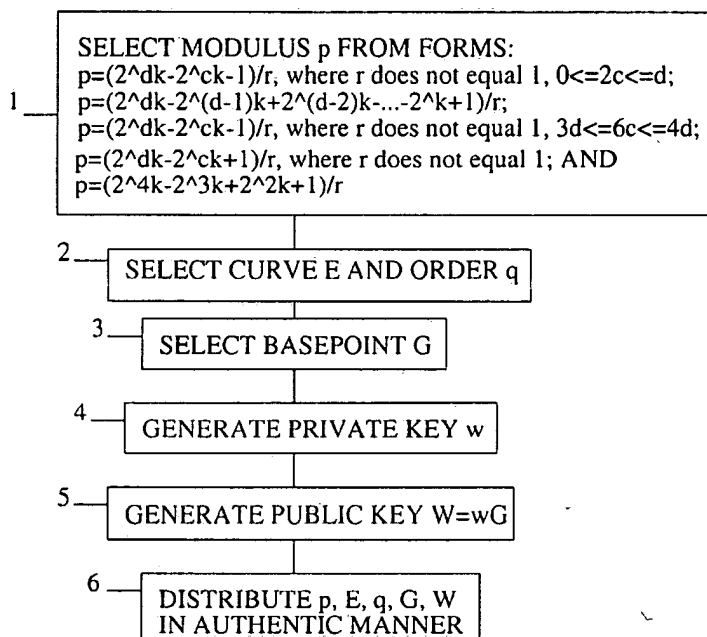 SELECT MODULUS p FROM FORMS:
p=(2^dk-2^ck-1)/r, where r does not equal 1, 0<=2c<=d;
p=(2^dk-2^(d-1)k+2^(d-2)k-...-2^k+1)/r;
p=(2^dk-2^ck-1)/r, where r does not equal 1, 3d<=6c<=4d;
p=(2^dk-2^ck+1)/r, where r does not equal 1; AND
p=(2^4k-2^3k+2^2k+1)/r
1
2
SELECT CURVE E AND ORDER q
3
SELECT BASEPOINT G
4
GENERATE PRIVATE KEY w
5
GENERATE PUBLIC KEY W=wG
6
DISTRIBUTE p, E, q, G, W
IN AUTHENTIC MANNER